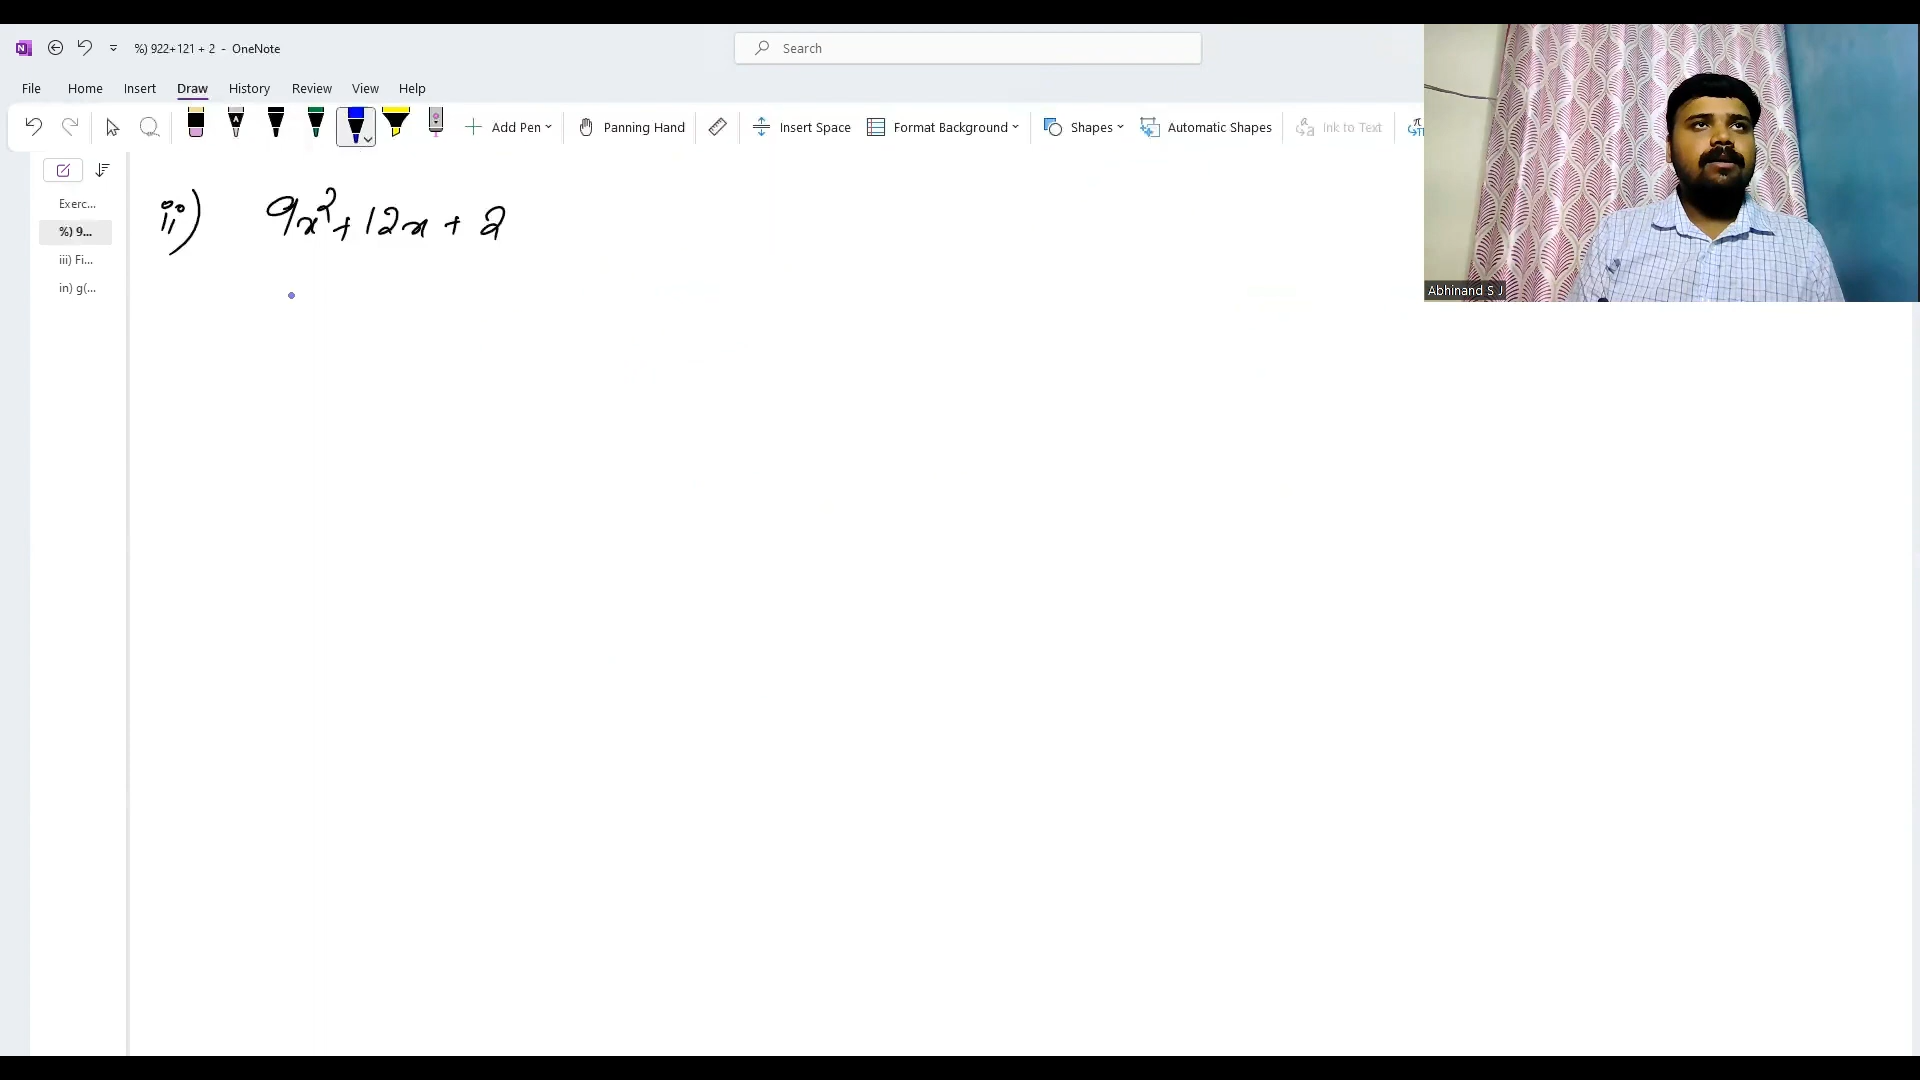 %) 922+121 + 2 - OneNote
Search
File Home Insert Draw History Review View Help
Add Pen Panning Hand Insert Space Format Background Shapes Automatic Shapes Ink to Text
Exerc...
%) 9...
iii) Fi...
in) g(...
ii) 9x²+12x + 2
Abhinand S J